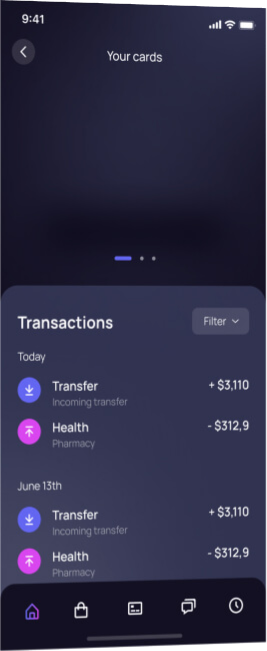 9:41
Your cards
Transactions
Filter
Today
Transfer
+ $3,110
Incoming transfer
Health
- $312,9
Pharmacy
June 13th
Transfer
+ $3,110
Incoming transfer
Health
- $312,9
Pharmacy